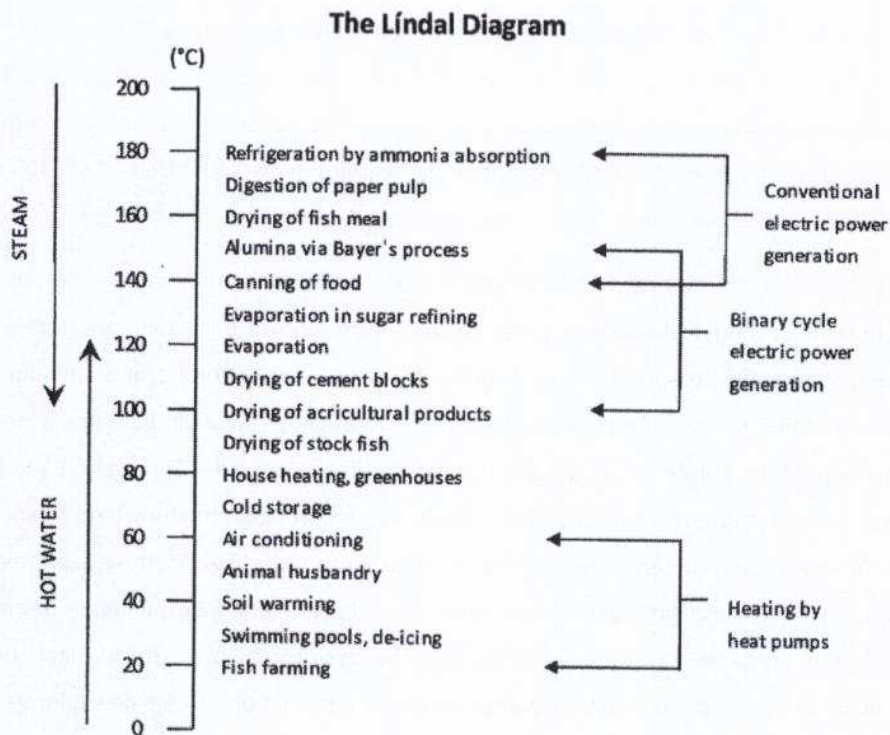 The Líndal Diagram
(°C)
200
180
160
140
120
100
80
60
40
20
0
STEAM
HOT WATER
Refrigeration by ammonia absorption
Digestion of paper pulp
Drying of fish meal
Alumina via Bayer's process
Canning of food
Evaporation in sugar refining
Evaporation
Drying of cement blocks
Drying of acricultural products
Drying of stock fish
House heating, greenhouses
Cold storage
Air conditioning
Animal husbandry
Soil warming
Swimming pools, de-icing
Fish farming
Conventional
electric power
generation
Binary cycle
electric power
generation
Heating by
heat pumps